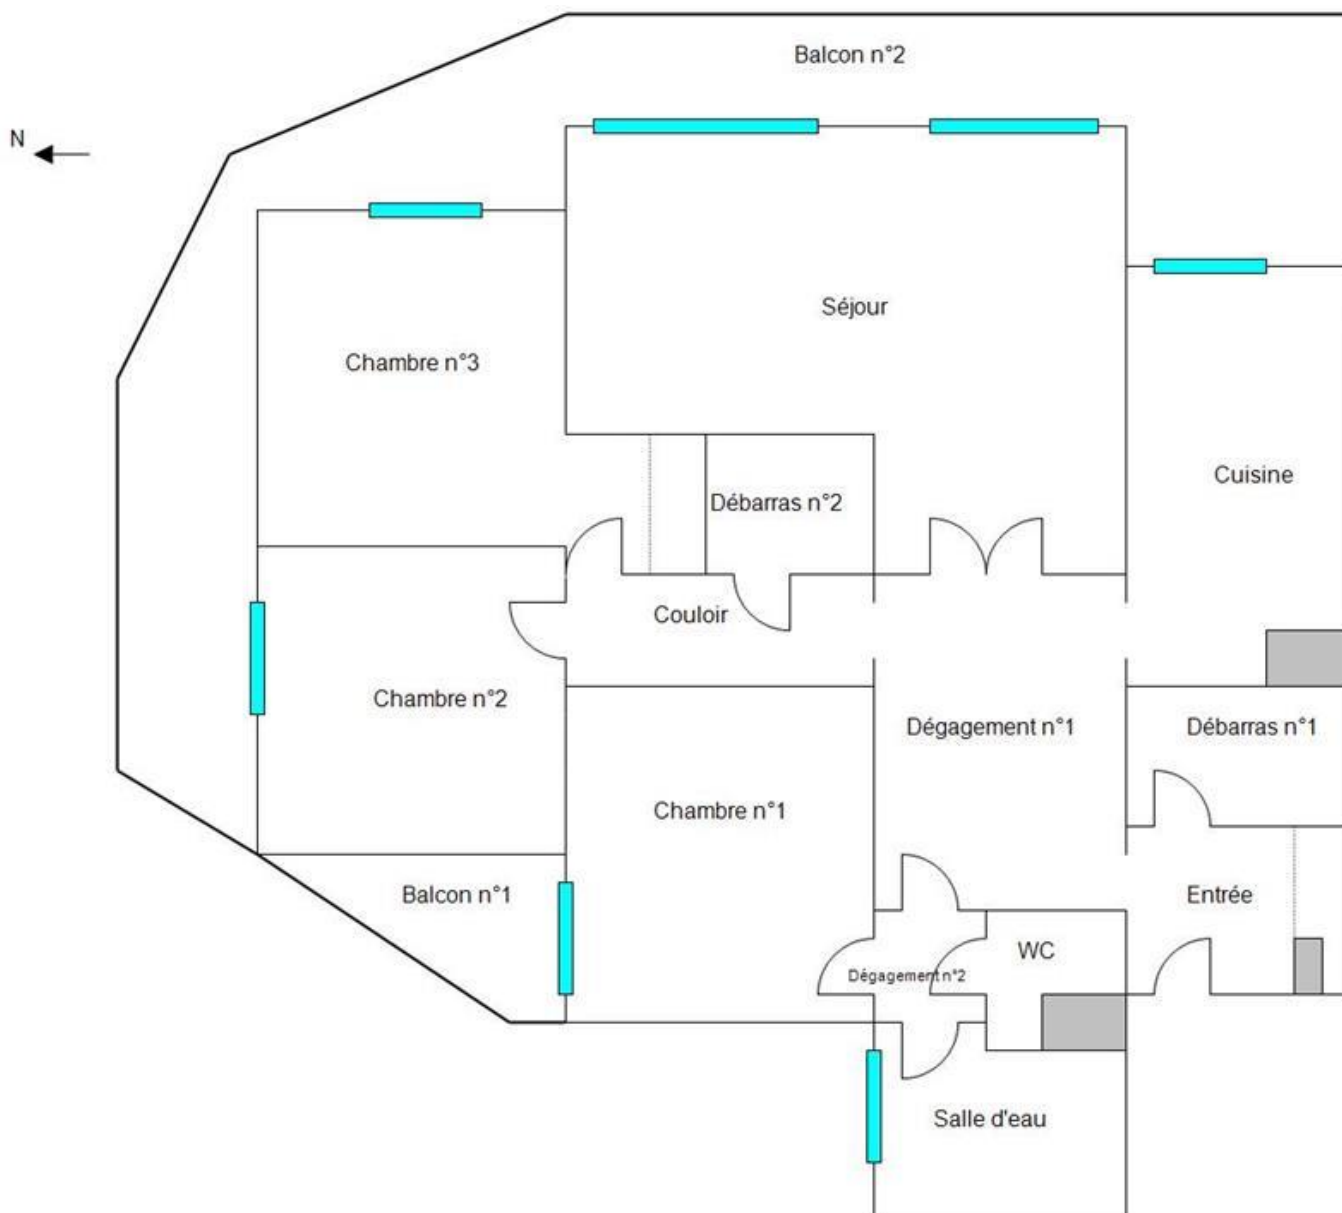 Balcon n°2
N
Séjour
Chambre n°3
Cuisine
Débarras n°2
Couloir
Chambre n°2
Dégagement n°1
Débarras n°1
Chambre n°1
Balcon n°1
Entrée
WC
Dégagement n°2
Salle d'eau